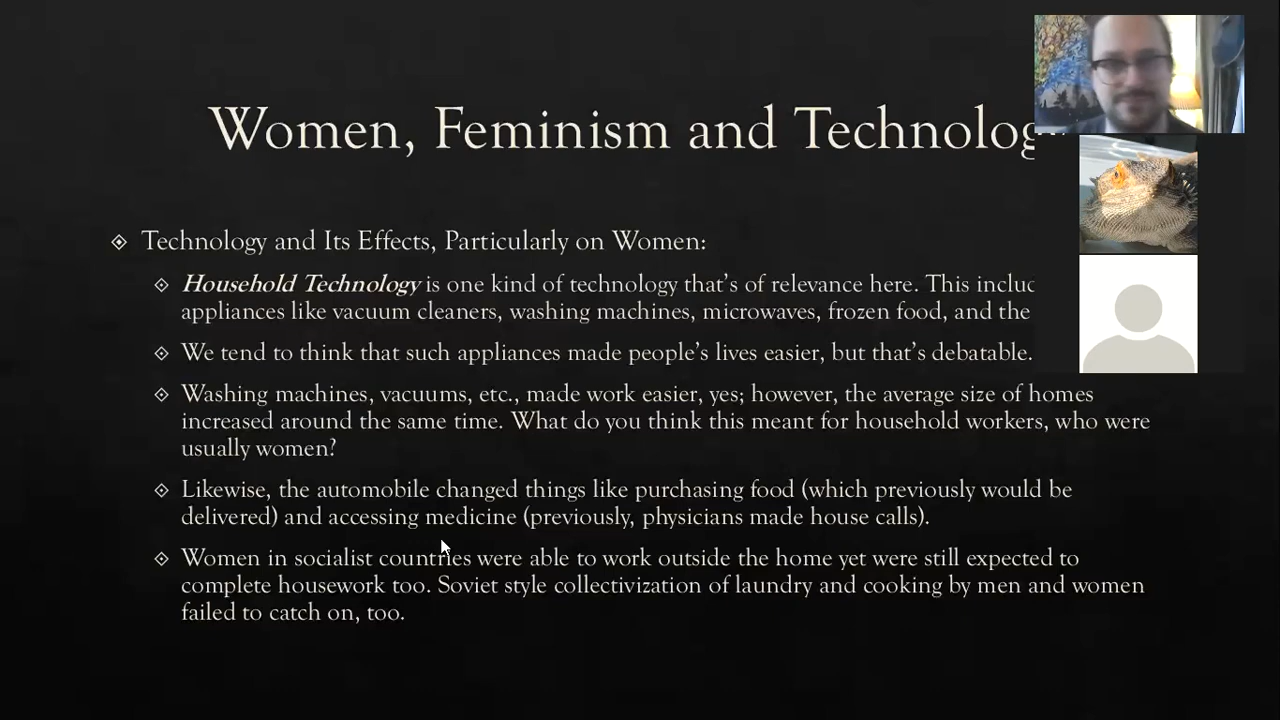 Women, Feminism and Technolog
Technology and Its Effects, Particularly on Women:
Household Technology is one kind of technology that's of relevance here. This includ
appliances like vacuum cleaners, washing machines, microwaves, frozen food, and the
We tend to think that such appliances made people's lives easier, but that's debatable.
Washing machines, vacuums, etc., made work easier, yes; however, the average size of homes
increased around the same time. What do you think this meant for household workers, who were
usually women?
Likewise, the automobile changed things like purchasing food (which previously would be
delivered) and accessing medicine (previously, physicians made house calls).
Women in socialist countries were able to work outside the home yet were still expected to
complete housework too. Soviet style collectivization of laundry and cooking by men and women
failed to catch on, too.